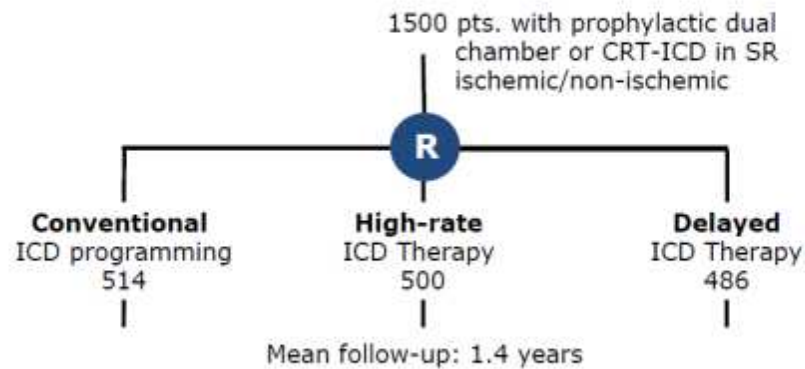 1500 pts. with prophylactic dual
chamber or CRT-ICD in SR
ischemic/non-ischemic
R
Conventional
ICD programming
514
High-rate
ICD Therapy
500
Delayed
ICD Therapy
486
Mean follow-up: 1.4 years